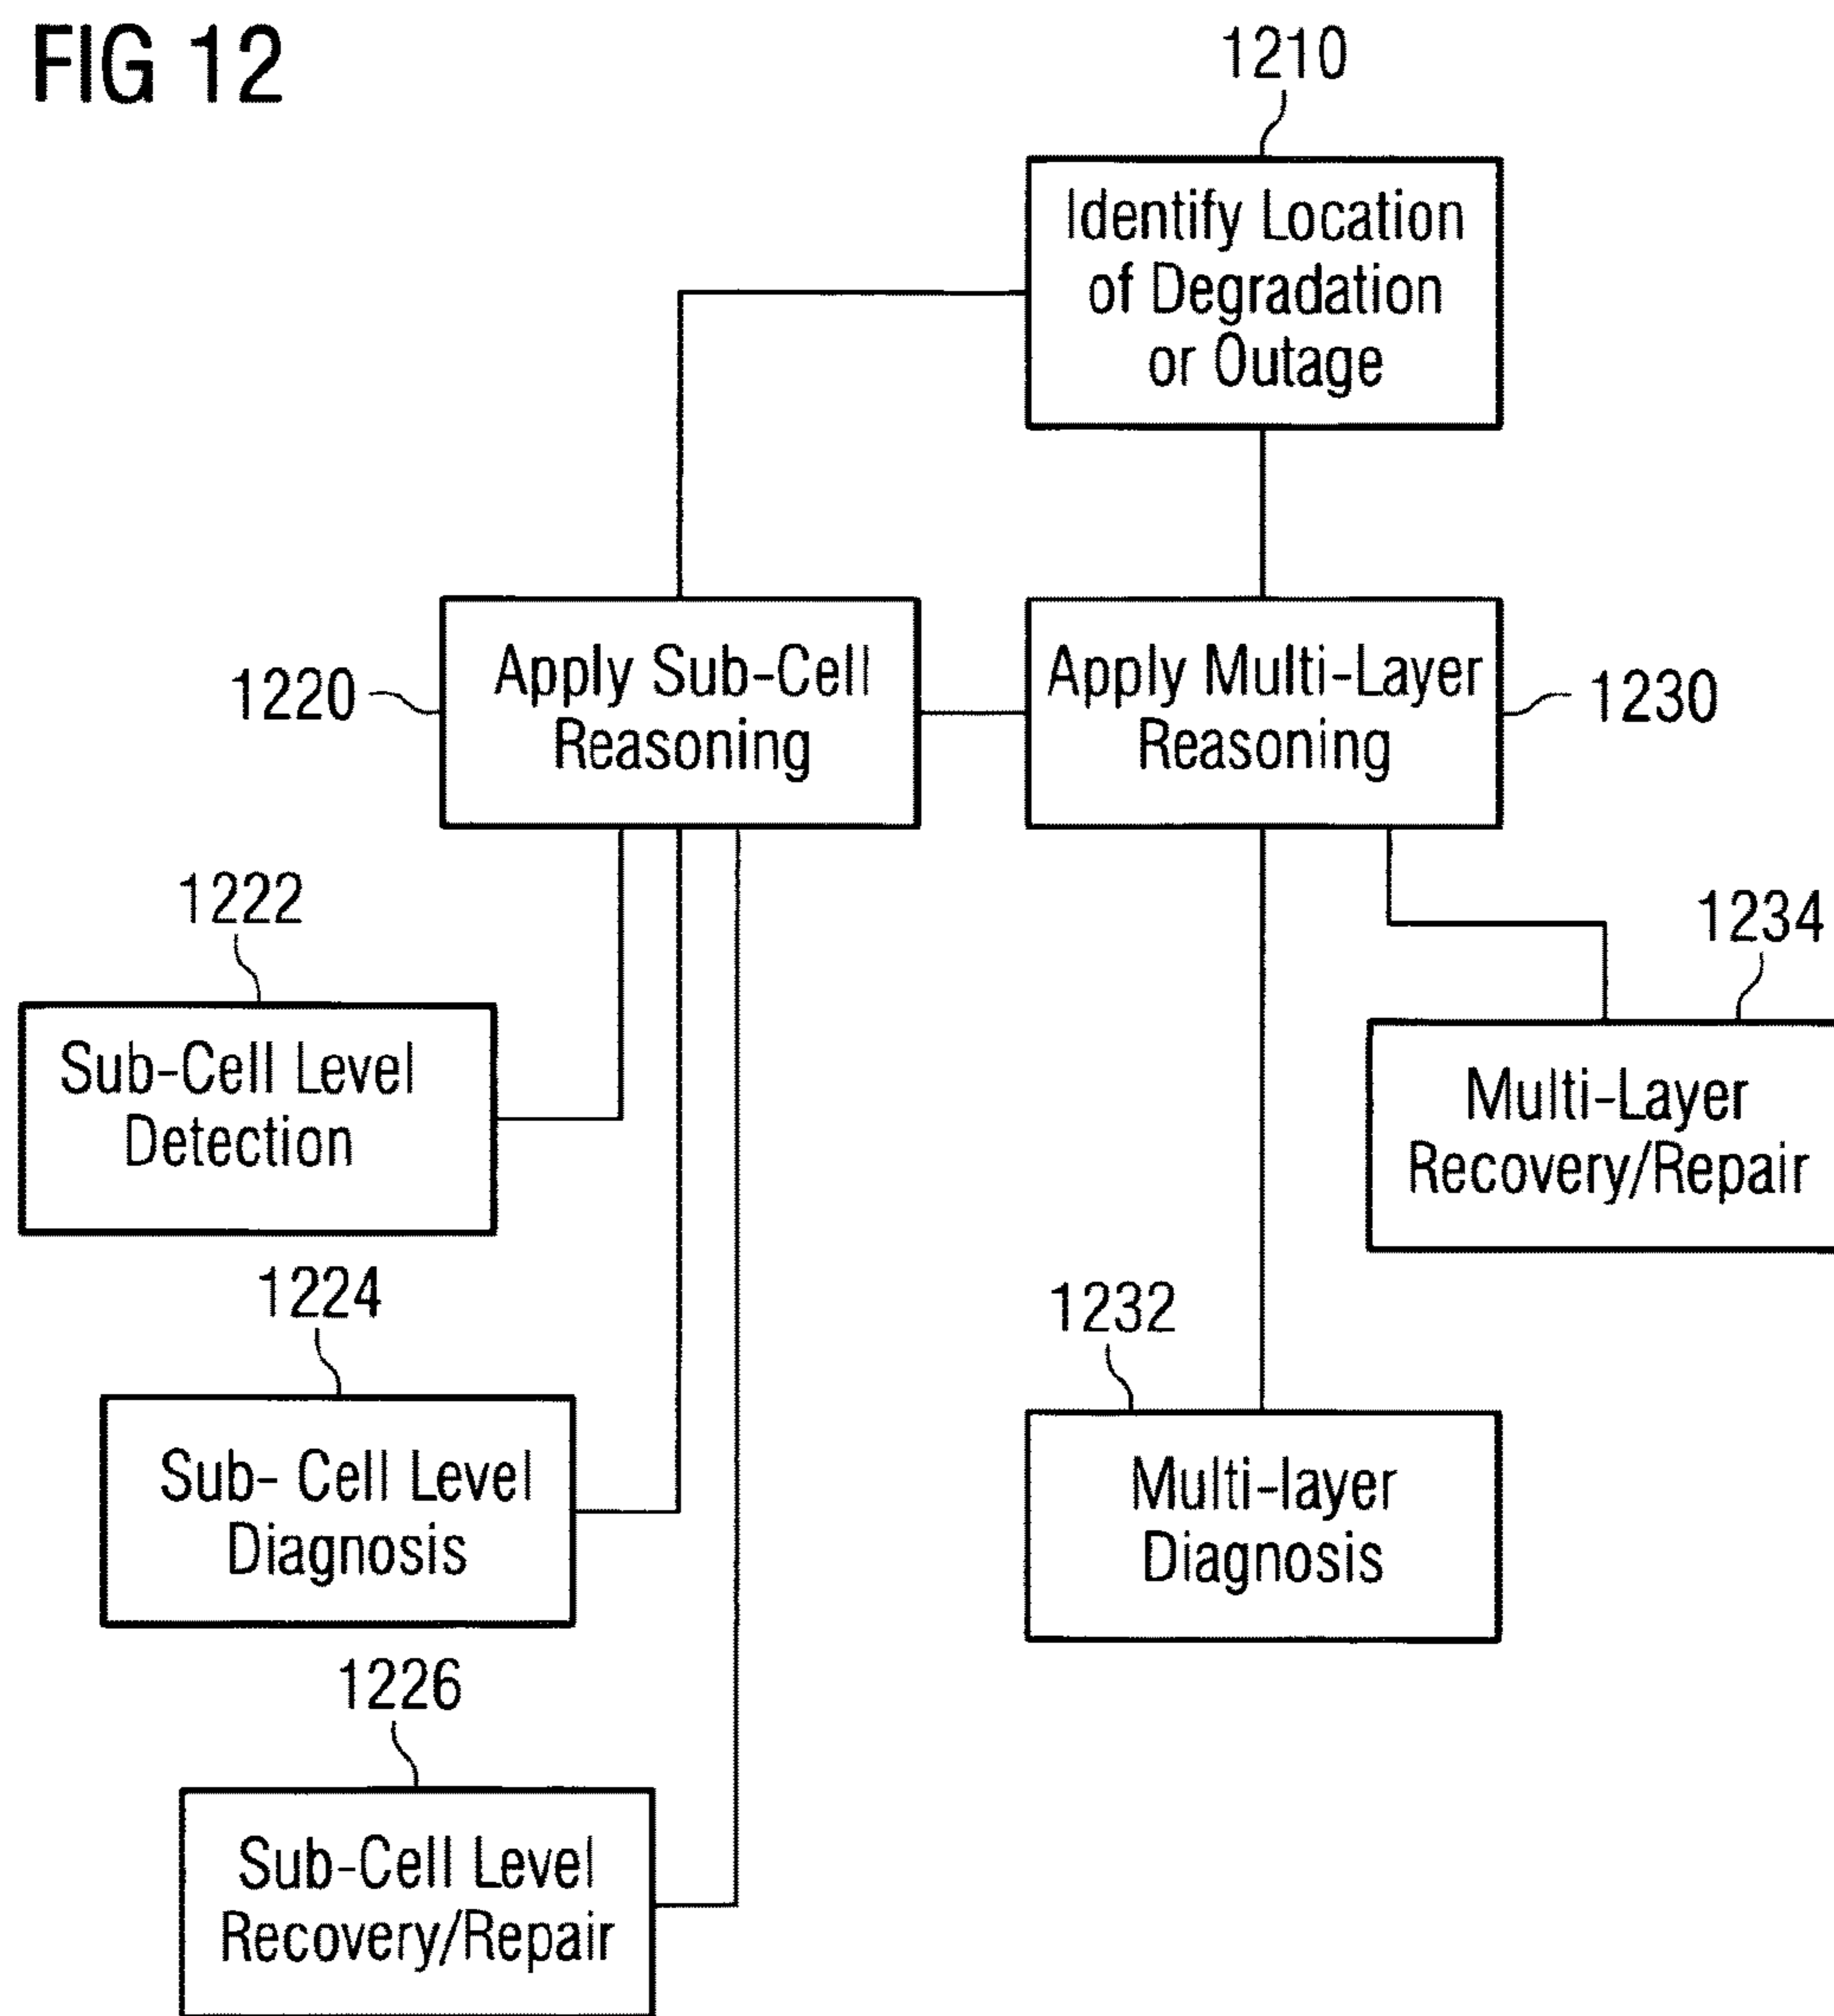 FIG 12
1210
Identify Location
of Degradation
or Outage
1220
Apply Sub-Cell
Reasoning
Apply Multi-Layer
Reasoning
1230
1222
Sub-Cell Level
Detection
1234
Multi-Layer
Recovery/Repair
1224
Sub- Cell Level
Diagnosis
1232
Multi-layer
Diagnosis
1226
Sub-Cell Level
Recovery/Repair